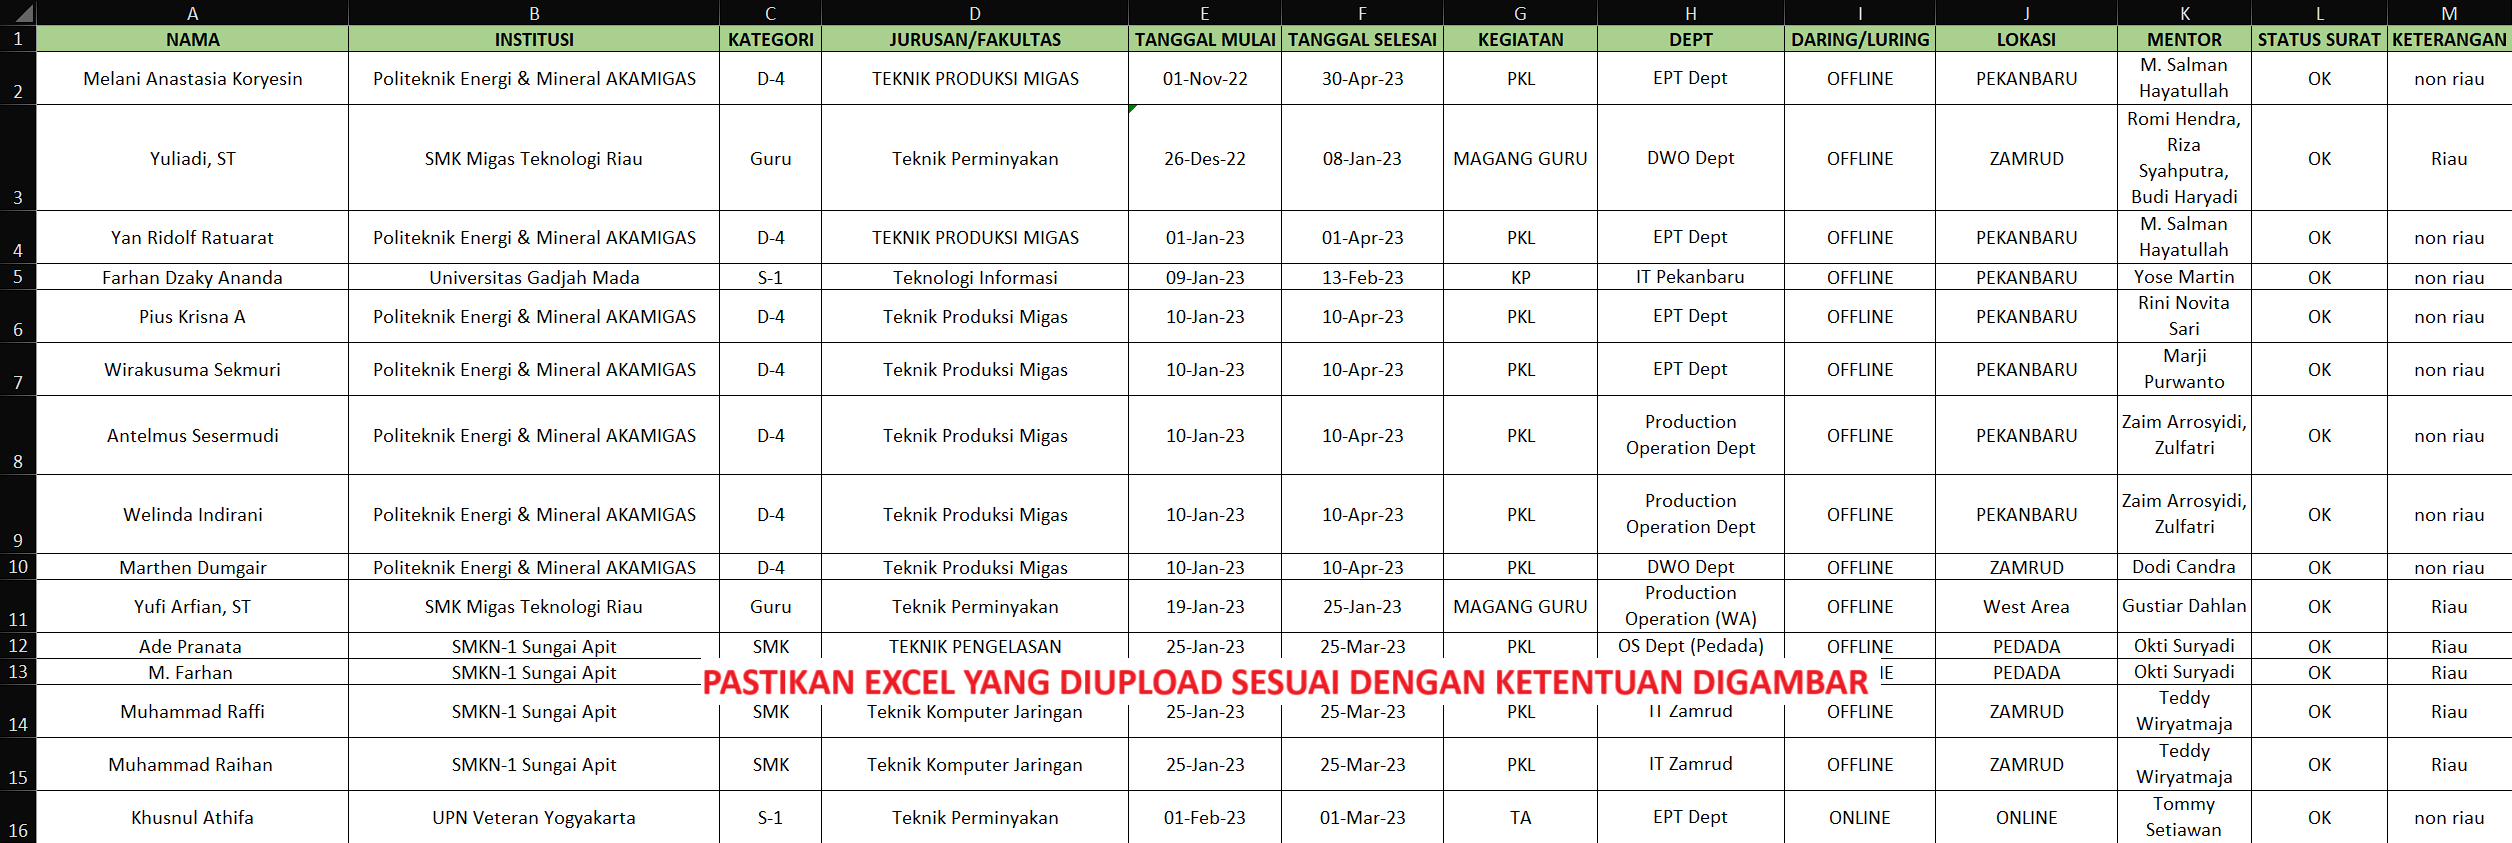 A B C D E F G H I J K L M
1 NAMA INSTITUSI KATEGORI JURUSAN/FAKULTAS TANGGAL MULAI TANGGAL SELESAI KEGIATAN DEPT DARING/LURING LOKASI MENTOR STATUS SURAT KETERANGAN
2 Melani Anastasia Koryesin Politeknik Energi & Mineral AKAMIGAS D-4 TEKNIK PRODUKSI MIGAS 01-Nov-22 30-Apr-23 PKL EPT Dept OFFLINE PEKANBARU M. Salman Hayatullah OK non riau
3 Yuliadi, ST SMK Migas Teknologi Riau Guru Teknik Perminyakan 26-Des-22 08-Jan-23 MAGANG GURU DWO Dept OFFLINE ZAMRUD Romi Hendra, Riza Syahputra, Budi Haryadi OK Riau
4 Yan Ridolf Ratuarat Politeknik Energi & Mineral AKAMIGAS D-4 TEKNIK PRODUKSI MIGAS 01-Jan-23 01-Apr-23 PKL EPT Dept OFFLINE PEKANBARU M. Salman Hayatullah OK non riau
5 Farhan Dzaky Ananda Universitas Gadjah Mada S-1 Teknologi Informasi 09-Jan-23 13-Feb-23 KP IT Pekanbaru OFFLINE PEKANBARU Yose Martin OK non riau
6 Pius Krisna A Politeknik Energi & Mineral AKAMIGAS D-4 Teknik Produksi Migas 10-Jan-23 10-Apr-23 PKL EPT Dept OFFLINE PEKANBARU Rini Novita Sari OK non riau
7 Wirakusuma Sekmuri Politeknik Energi & Mineral AKAMIGAS D-4 Teknik Produksi Migas 10-Jan-23 10-Apr-23 PKL EPT Dept OFFLINE PEKANBARU Marji Purwanto OK non riau
8 Antelmus Sesermudi Politeknik Energi & Mineral AKAMIGAS D-4 Teknik Produksi Migas 10-Jan-23 10-Apr-23 PKL Production Operation Dept OFFLINE PEKANBARU Zaim Arrosyidi, Zulfatri OK non riau
9 Welinda Indirani Politeknik Energi & Mineral AKAMIGAS D-4 Teknik Produksi Migas 10-Jan-23 10-Apr-23 PKL Production Operation Dept OFFLINE PEKANBARU Zaim Arrosyidi, Zulfatri OK non riau
10 Marthen Dumgair Politeknik Energi & Mineral AKAMIGAS D-4 Teknik Produksi Migas 10-Jan-23 10-Apr-23 PKL DWO Dept OFFLINE ZAMRUD Dodi Candra OK non riau
11 Yufi Arfian, ST SMK Migas Teknologi Riau Guru Teknik Perminyakan 19-Jan-23 25-Jan-23 MAGANG GURU Production Operation (WA) OFFLINE West Area Gustiar Dahlan OK Riau
12 Ade Pranata SMKN-1 Sungai Apit SMK TEKNIK PENGELASAN 25-Jan-23 25-Mar-23 PKL OS Dept (Pedada) OFFLINE PEDADA Okti Suryadi OK Riau
13 M. Farhan SMKN-1 Sungai Apit PEDADA Okti Suryadi OK Riau
PASTIKAN EXCEL YANG DIUPLOAD SESUAI DENGAN KETENTUAN DIGAMBAR
14 Muhammad Raffi SMKN-1 Sungai Apit SMK Teknik Komputer Jaringan 25-Jan-23 25-Mar-23 PKL IT Zamrud OFFLINE ZAMRUD Teddy Wiryatmaja OK Riau
15 Muhammad Raihan SMKN-1 Sungai Apit SMK Teknik Komputer Jaringan 25-Jan-23 25-Mar-23 PKL IT Zamrud OFFLINE ZAMRUD Teddy Wiryatmaja OK Riau
16 Khusnul Athifa UPN Veteran Yogyakarta S-1 Teknik Perminyakan 01-Feb-23 01-Mar-23 TA EPT Dept ONLINE ONLINE Tommy Setiawan OK non riau